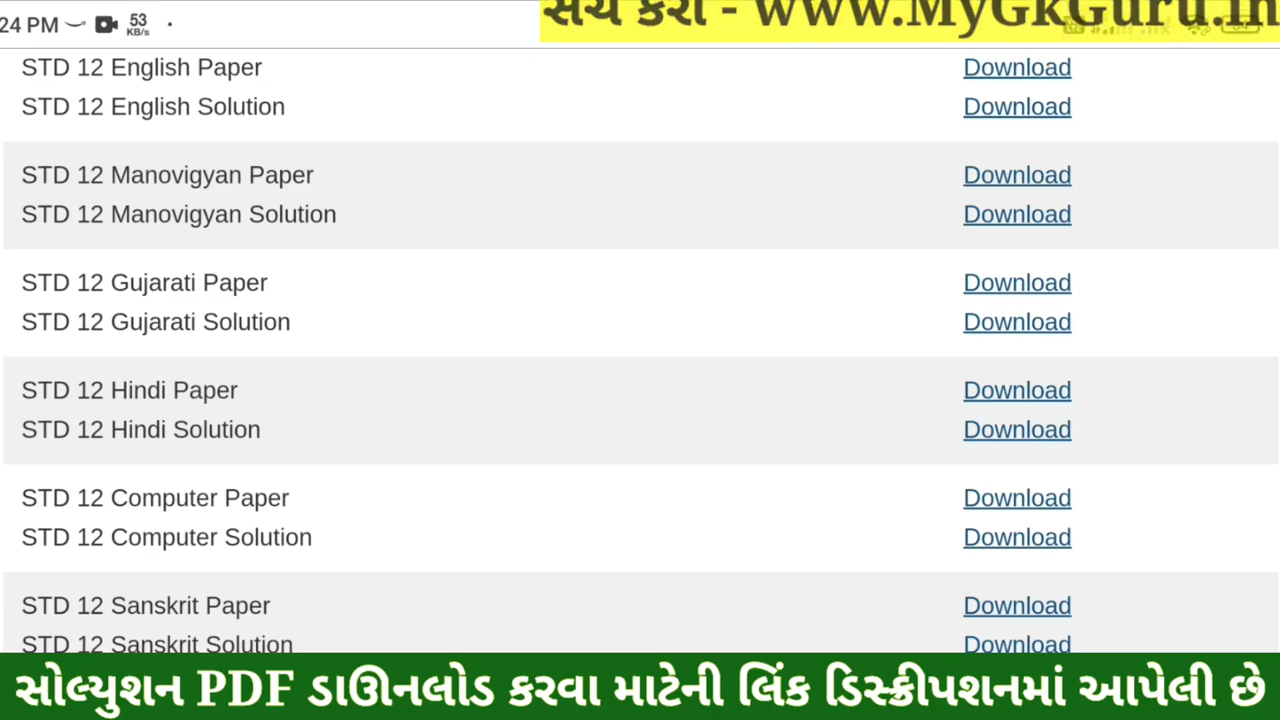 24 PM 53 KB/s
સર્ચ કરો - www.MyGkGuru.in
STD 12 English Paper Download
STD 12 English Solution Download
STD 12 Manovigyan Paper Download
STD 12 Manovigyan Solution Download
STD 12 Gujarati Paper Download
STD 12 Gujarati Solution Download
STD 12 Hindi Paper Download
STD 12 Hindi Solution Download
STD 12 Computer Paper Download
STD 12 Computer Solution Download
STD 12 Sanskrit Paper Download
STD 12 Sanskrit Solution Download
સોલ્યુશન PDF ડાઊનલોડ કરવા માટેની લિંક ડિસ્ક્રીપશનમાં આપેલી છે